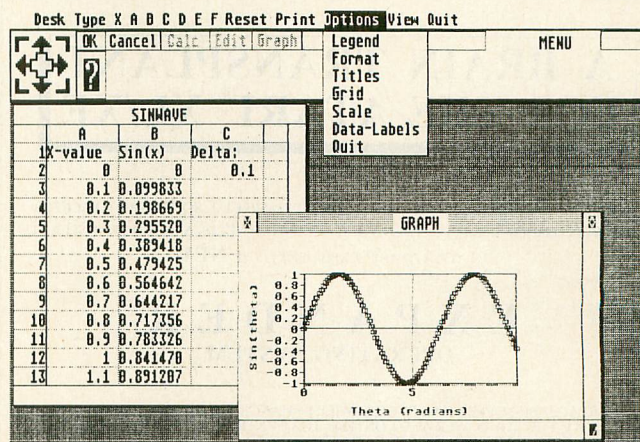 Desk Type X A B C D E F Reset Print Options View Quit
OK Cancel Calc Edit Graph
?
MENU
Legend
Format
Titles
Grid
Scale
Data-Labels
Quit
SINWAVE
A B C
1 X-value Sin(x) Delta:
2 0 0 0.1
3 0.1 0.099833
4 0.2 0.198669
5 0.3 0.295520
6 0.4 0.389418
7 0.5 0.479425
8 0.6 0.564642
9 0.7 0.644217
10 0.8 0.717356
11 0.9 0.783326
12 1 0.841470
13 1.1 0.891207
GRAPH
Sin(theta)
1
0.8
0.6
0.4
0.2
0
-0.2
-0.4
-0.6
-0.8
-1
0 5
Theta (radians)